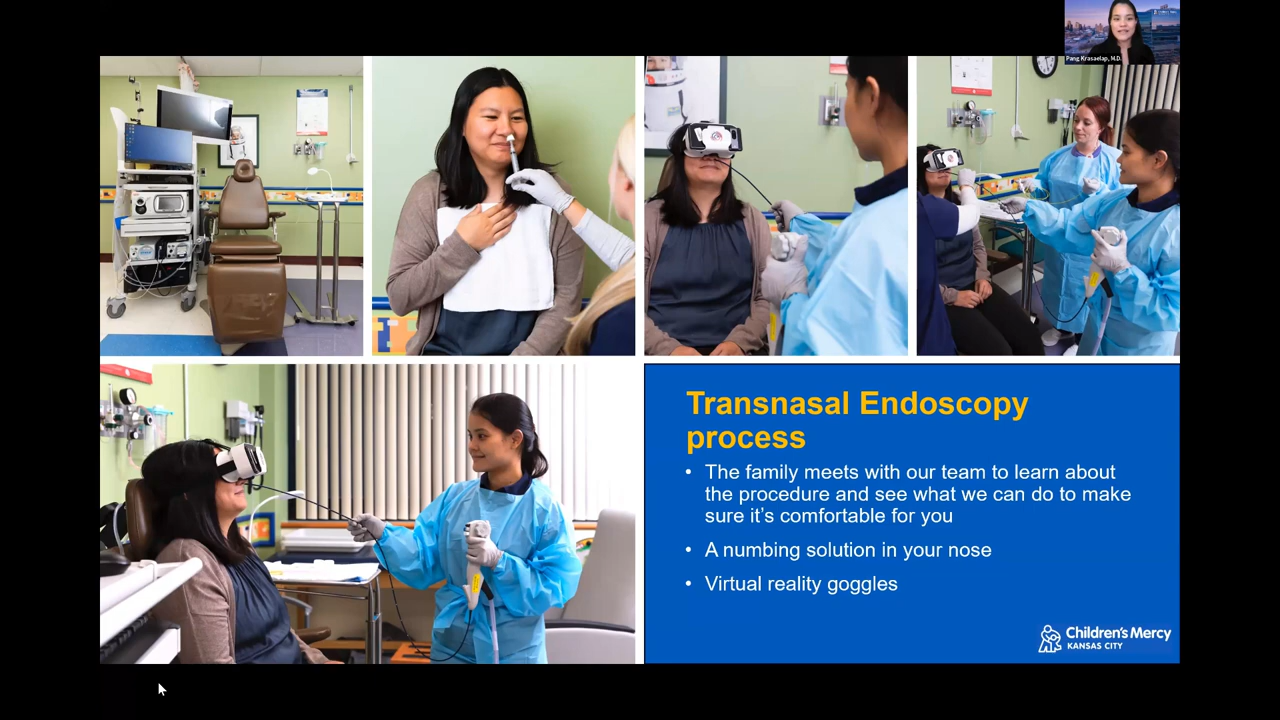 Pang Krasaelap, M.D.
Transnasal Endoscopy
process
• The family meets with our team to learn about
the procedure and see what we can do to make
sure it’s comfortable for you
• A numbing solution in your nose
• Virtual reality goggles
Children's Mercy
KANSAS CITY